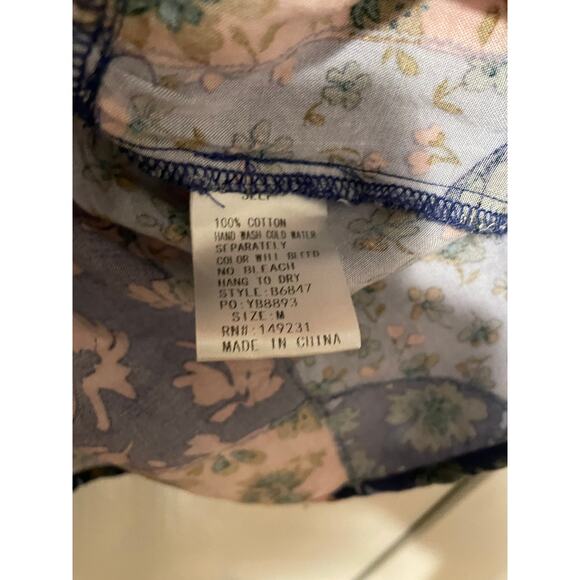 SELF
100% COTTON
HAND WASH COLD WATER
SEPARATELY
COLOR WILL BLEED
NO BLEACH
HANG TO DRY
STYLE:B6847
PO:YB8893
SIZE:M
RN#:149231
MADE IN CHINA